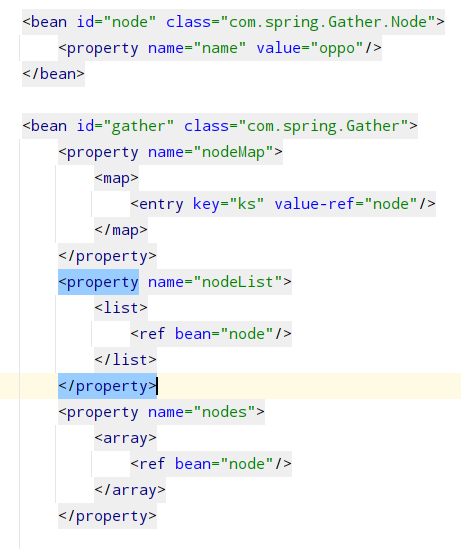 <bean id="node" class="com.spring.Gather.Node">
    <property name="name" value="oppo"/>
</bean>

<bean id="gather" class="com.spring.Gather">
    <property name="nodeMap">
        <map>
            <entry key="ks" value-ref="node"/>
        </map>
    </property>
    <property name="nodeList">
        <list>
            <ref bean="node"/>
        </list>
    </property>
    <property name="nodes">
        <array>
            <ref bean="node"/>
        </array>
    </property>